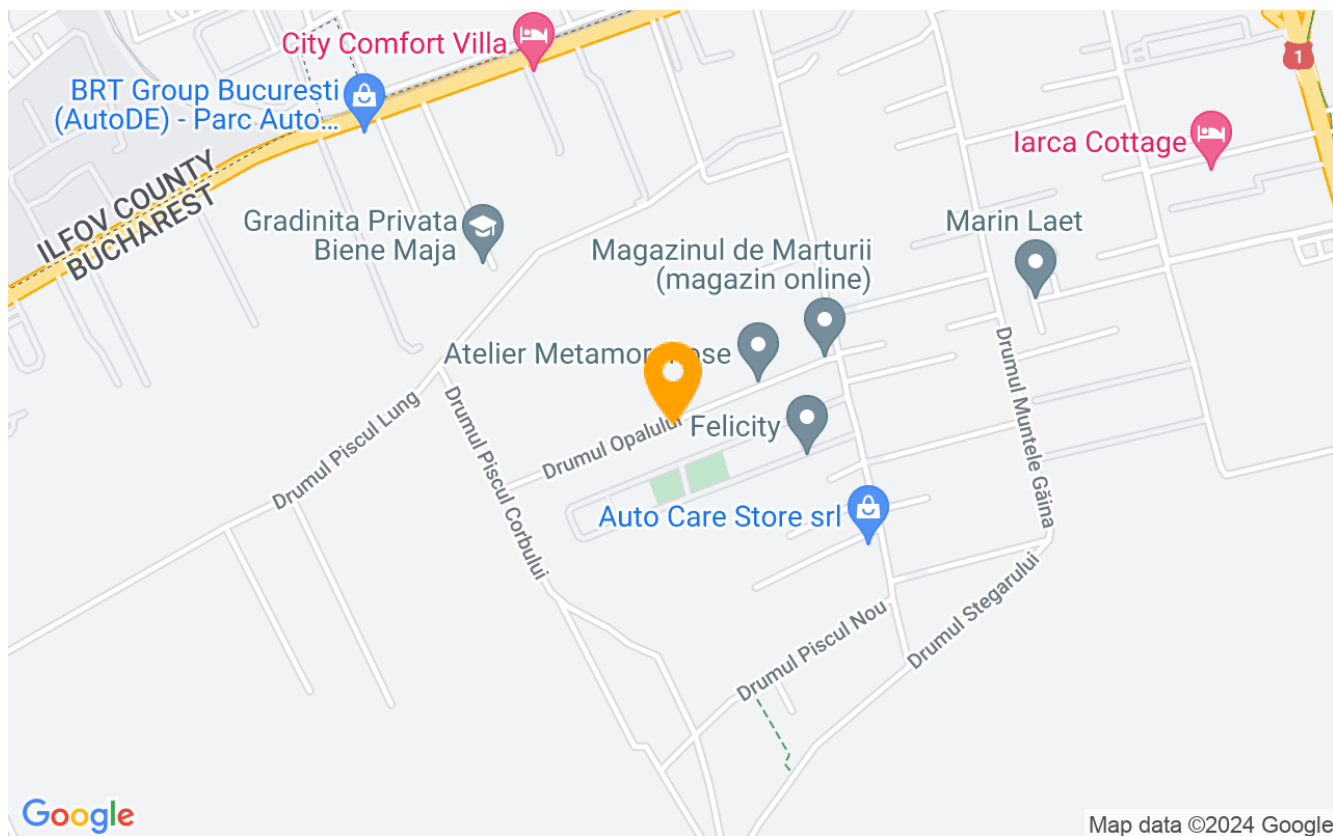 City Comfort Villa
BRT Group Bucuresti
(AutoDE) - Parc Auto...
1
Iarca Cottage
ILFOV COUNTY
BUCHAREST
Gradinita Privata
Biene Maja
Marin Laet
Magazinul de Marturii
(magazin online)
Drumul Muntele Găina
Drumul Piscul Lung
Drumul Piscul Corbului
Drumul Opalului
Felicity
Auto Care Store srl
Drumul Piscul Nou
Drumul Stegarului
Google
Map data ©2024 Google
Atelier